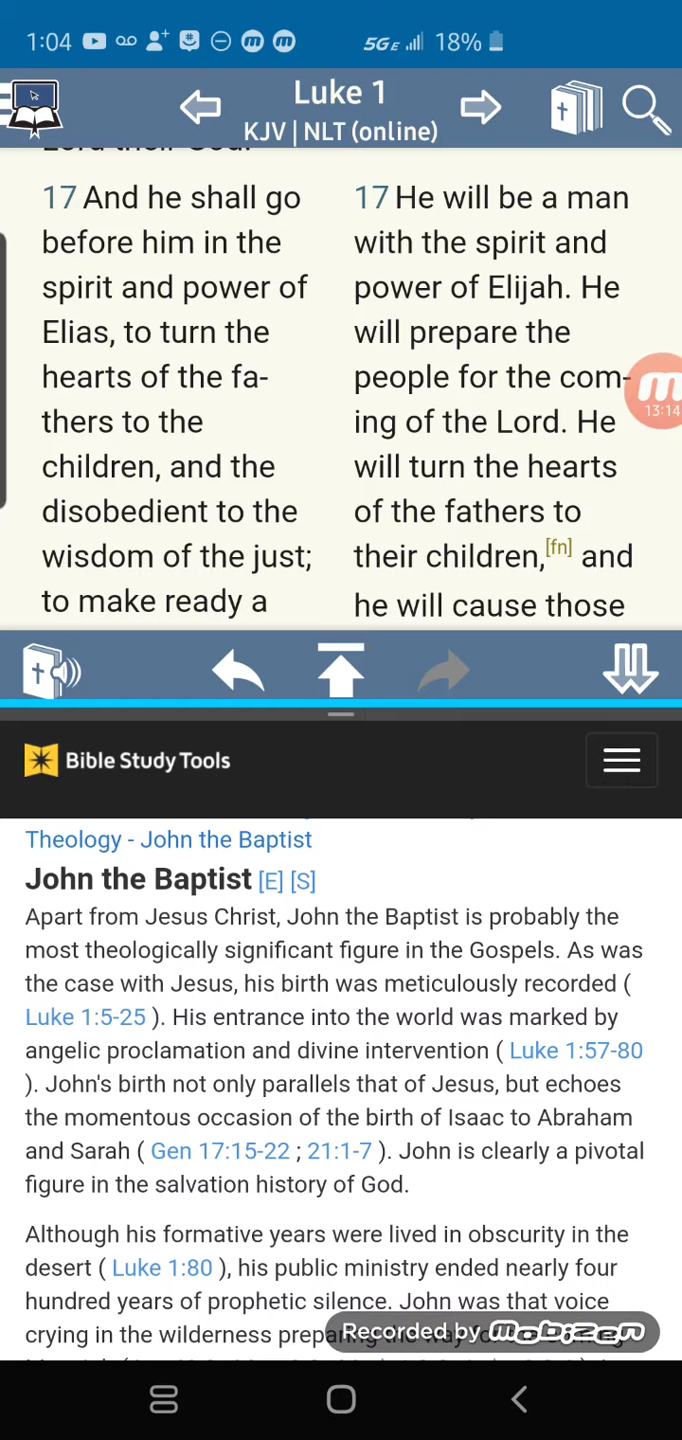 1:04
5GE
18%
Luke 1
KJV | NLT (online)
Lord their God.
17 And he shall go
before him in the
spirit and power of
Elias, to turn the
hearts of the fa-
thers to the
children, and the
disobedient to the
wisdom of the just;
to make ready a
17 He will be a man
with the spirit and
power of Elijah. He
will prepare the
people for the com-
ing of the Lord. He
will turn the hearts
of the fathers to
their children,[fn] and
he will cause those
13:14
Bible Study Tools
Theology - John the Baptist
John the Baptist [E] [S]
Apart from Jesus Christ, John the Baptist is probably the
most theologically significant figure in the Gospels. As was
the case with Jesus, his birth was meticulously recorded (
Luke 1:5-25 ). His entrance into the world was marked by
angelic proclamation and divine intervention ( Luke 1:57-80
). John's birth not only parallels that of Jesus, but echoes
the momentous occasion of the birth of Isaac to Abraham
and Sarah ( Gen 17:15-22 ; 21:1-7 ). John is clearly a pivotal
figure in the salvation history of God.
Although his formative years were lived in obscurity in the
desert ( Luke 1:80 ), his public ministry ended nearly four
hundred years of prophetic silence. John was that voice
crying in the wilderness preparing the way
Recorded by mobizen